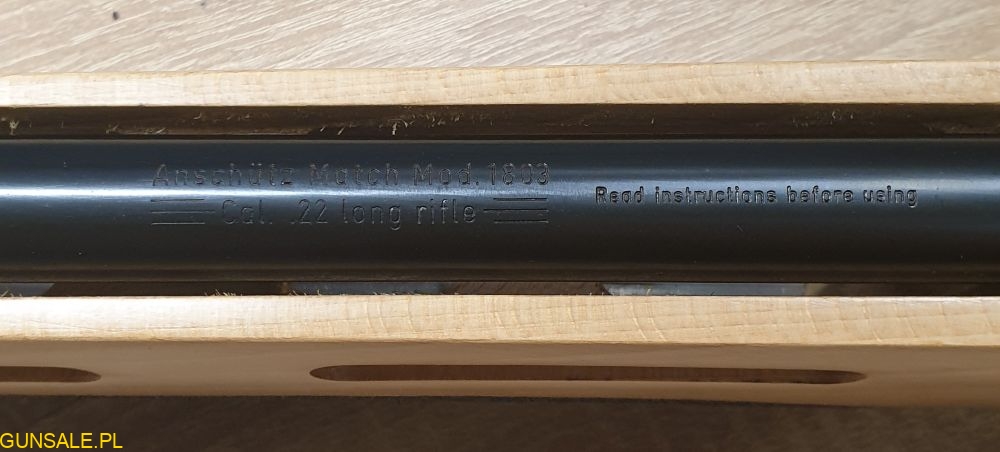 Anschütz Match Mod. 1803
Cal. .22 long rifle
Read instructions before using
GUNSALE.PL